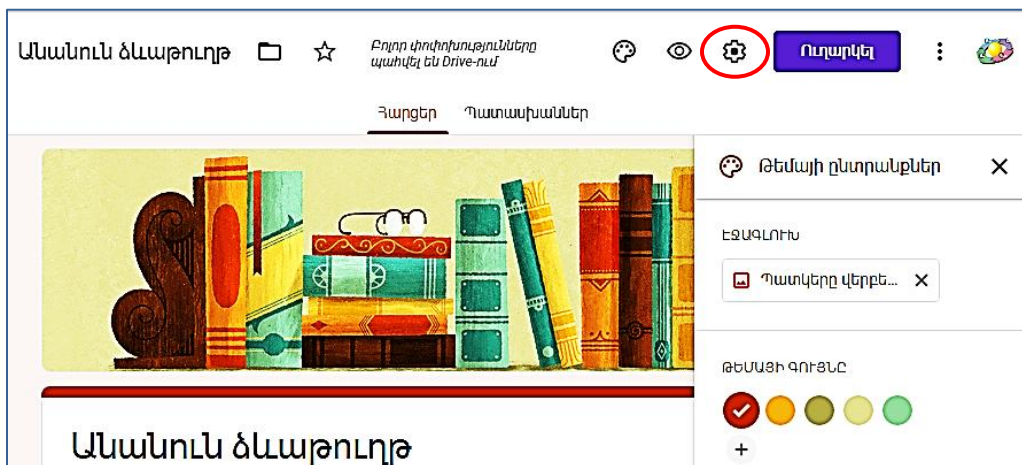 Անանուն ձևաթուղթ
Բոլոր փոփոխությունները
պահվել են Drive-ում
Ուղարկել
Հարցեր Պատասխաններ
Թեմայի ընտրանքներ
ԷՋԱԳԼՈՒԽ
Պատկերը վերբե...
ԹԵՄԱՅԻ ԳՈՒՅՆԸ
Անանուն ձևաթուղթ